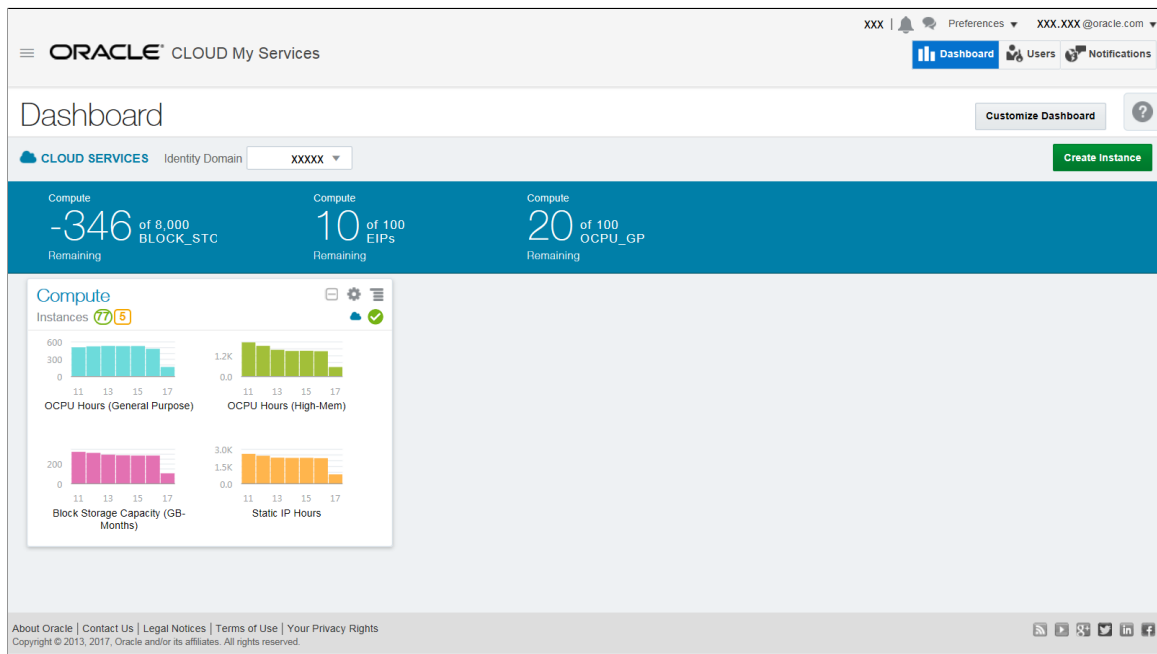 XXX | Preferences XXX.XXX @oracle.com
ORACLE CLOUD My Services
Dashboard Users Notifications
Dashboard
Customize Dashboard ?
CLOUD SERVICES Identity Domain XXXXX
Create Instance
Compute Compute Compute
-346 of 8,000 BLOCK_STC
10 of 100 EIPs
20 of 100 OCPU_GP
Remaining Remaining Remaining
Compute
Instances 77 5
600
300
0
11 13 15 17
OCPU Hours (General Purpose)
1.2K
0.0
11 13 15 17
OCPU Hours (High-Mem)
200
0
11 13 15 17
Block Storage Capacity (GB-
Months)
3.0K
1.5K
0.0
11 13 15 17
Static IP Hours
About Oracle | Contact Us | Legal Notices | Terms of Use | Your Privacy Rights
Copyright © 2013, 2017, Oracle and/or its affiliates. All rights reserved.